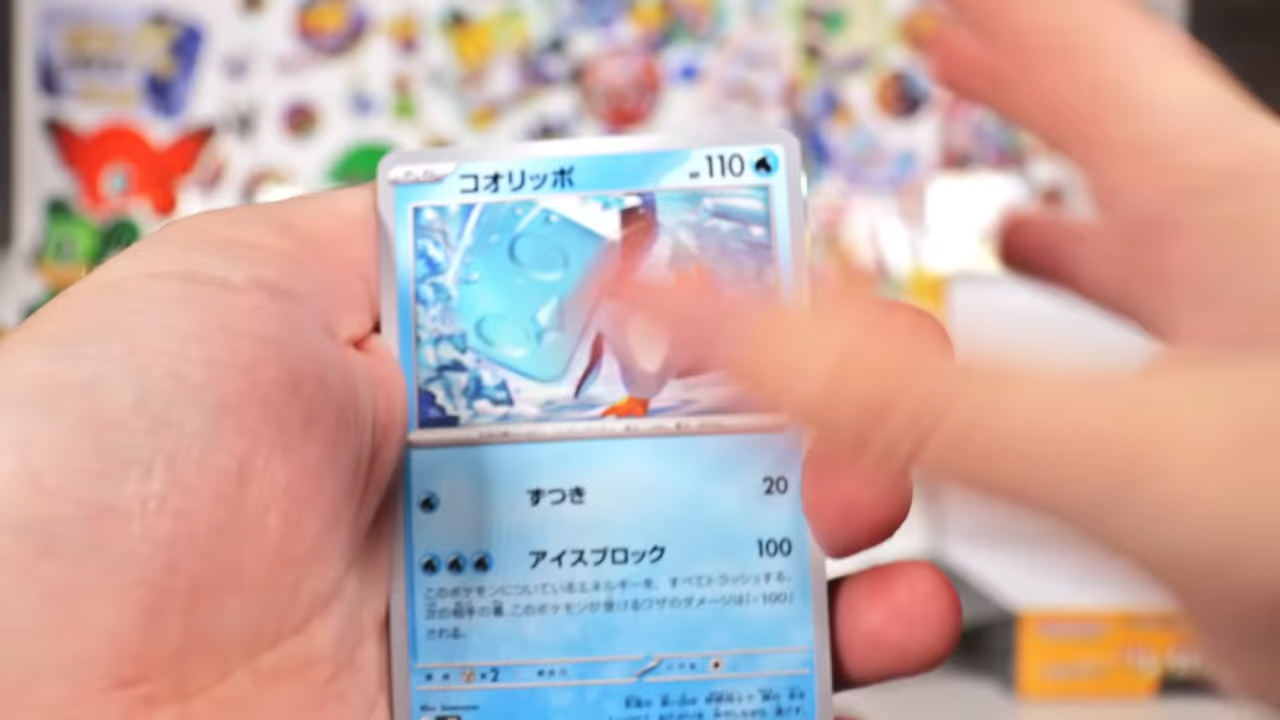 コオリッポ
110
ずつき 20
アイスブロック 100
このポケモンについているエネルギーを、すべてトラッシュする。
次の相手の番、このポケモンが受けるワザのダメージは「-100」
される。
×2